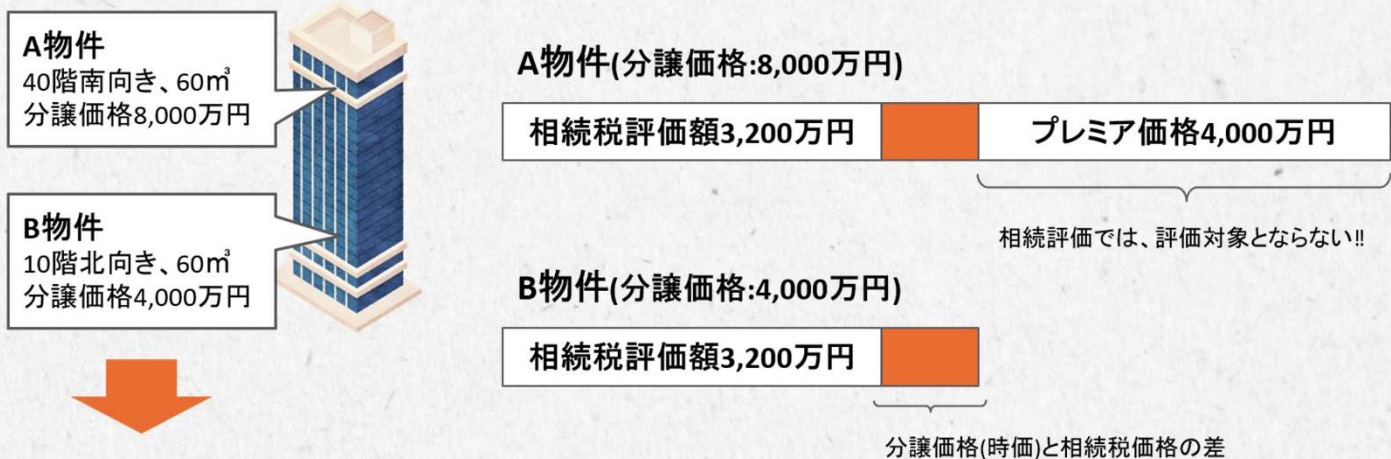 A物件
40階南向き、60㎥
分譲価格8,000万円
B物件
10階北向き、60㎥
分譲価格4,000万円
A物件(分譲価格:8,000万円)
相続税評価額3,200万円
プレミア価格4,000万円
相続評価では、評価対象とならない!!
B物件(分譲価格:4,000万円)
相続税評価額3,200万円
分譲価格(時価)と相続税価格の差